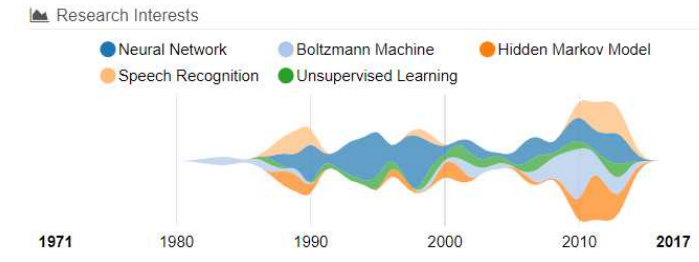 Research Interests
Neural Network Boltzmann Machine Hidden Markov Model
Speech Recognition Unsupervised Learning
1971 1980 1990 2000 2010 2017